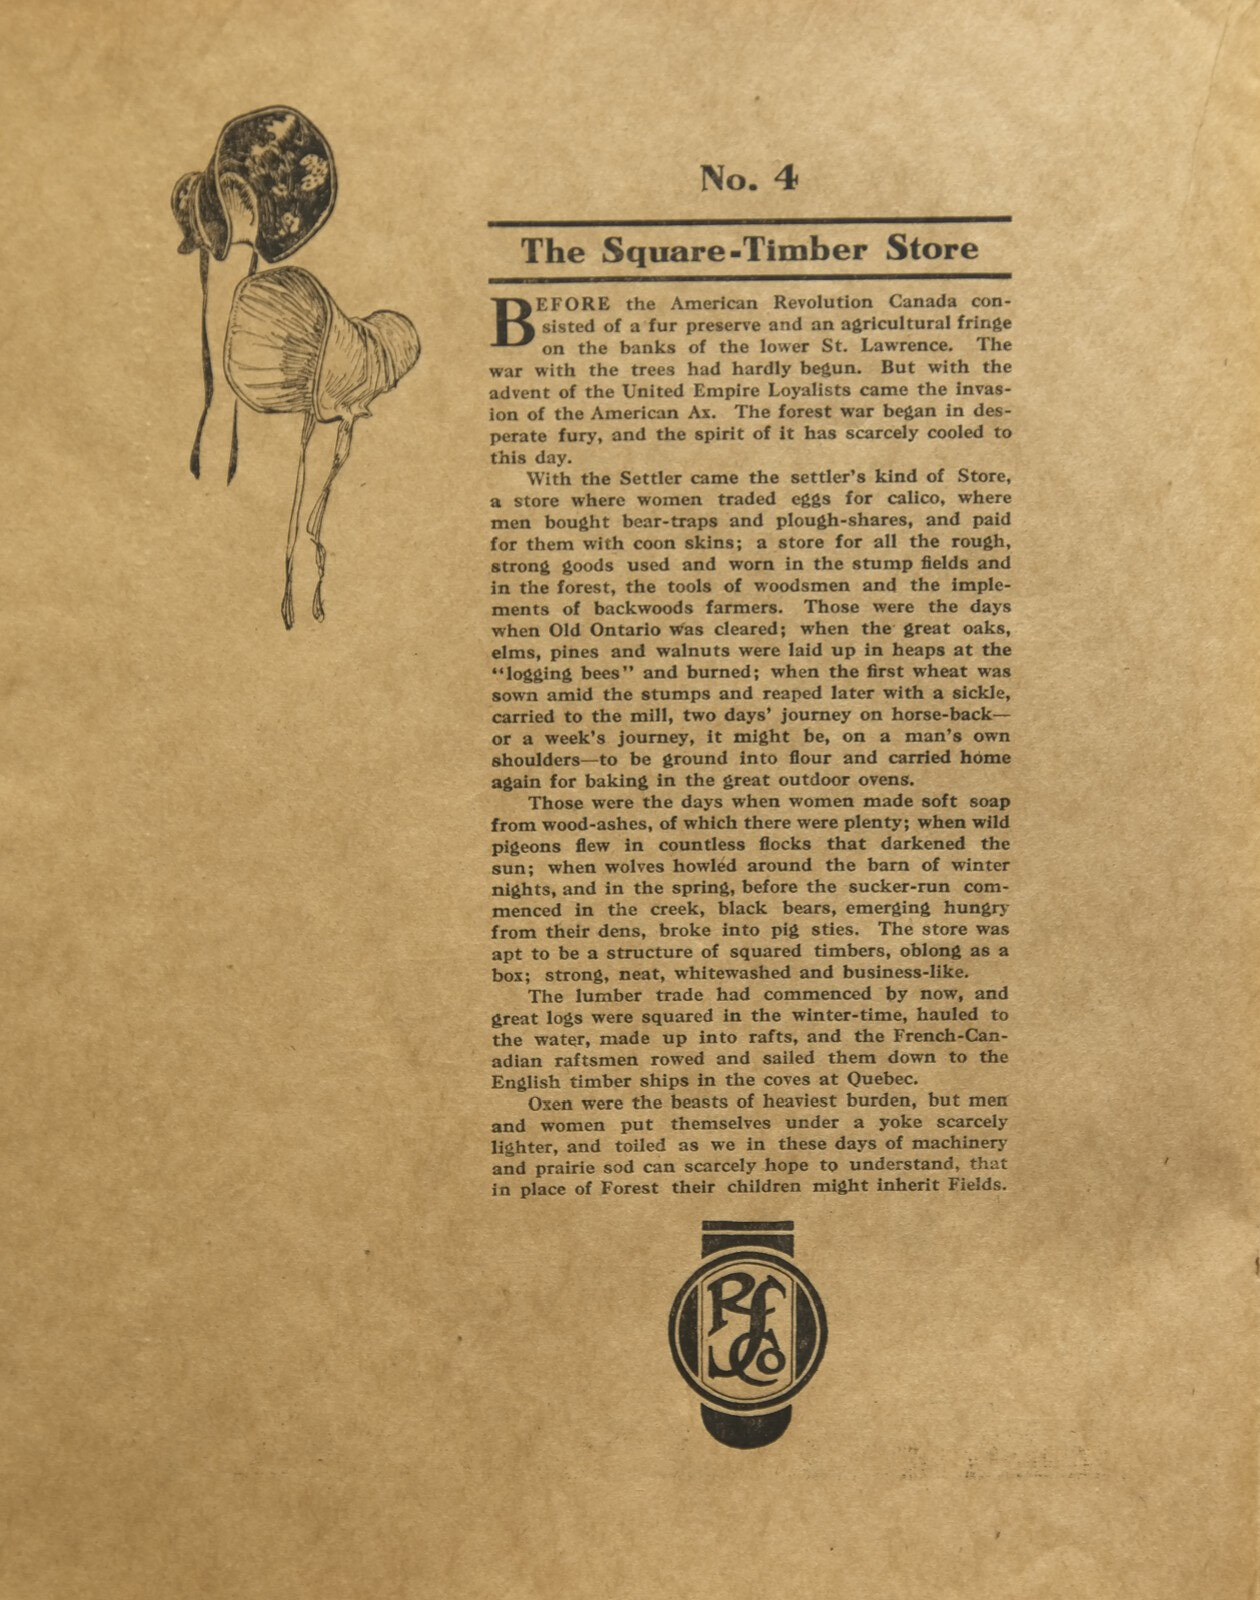 No. 4
The Square-Timber Store
BEFORE the American Revolution Canada con-
sisted of a fur preserve and an agricultural fringe
on the banks of the lower St. Lawrence. The
war with the trees had hardly begun. But with the
advent of the United Empire Loyalists came the invas-
ion of the American Ax. The forest war began in des-
perate fury, and the spirit of it has scarcely cooled to
this day.
With the Settler came the settler's kind of Store,
a store where women traded eggs for calico, where
men bought bear-traps and plough-shares, and paid
for them with coon skins; a store for all the rough,
strong goods used and worn in the stump fields and
in the forest, the tools of woodsmen and the imple-
ments of backwoods farmers. Those were the days
when Old Ontario was cleared; when the great oaks,
elms, pines and walnuts were laid up in heaps at the
"logging bees" and burned; when the first wheat was
sown amid the stumps and reaped later with a sickle,
carried to the mill, two days' journey on horse-back—
or a week's journey, it might be, on a man's own
shoulders—to be ground into flour and carried home
again for baking in the great outdoor ovens.
Those were the days when women made soft soap
from wood-ashes, of which there were plenty; when wild
pigeons flew in countless flocks that darkened the
sun; when wolves howled around the barn of winter
nights, and in the spring, before the sucker-run com-
menced in the creek, black bears, emerging hungry
from their dens, broke into pig sties. The store was
apt to be a structure of squared timbers, oblong as a
box; strong, neat, whitewashed and business-like.
The lumber trade had commenced by now, and
great logs were squared in the winter-time, hauled to
the water, made up into rafts, and the French-Can-
adian raftsmen rowed and sailed them down to the
English timber ships in the coves at Quebec.
Oxen were the beasts of heaviest burden, but men
and women put themselves under a yoke scarcely
lighter, and toiled as we in these days of machinery
and prairie sod can scarcely hope to understand, that
in place of Forest their children might inherit Fields.
RS
Co